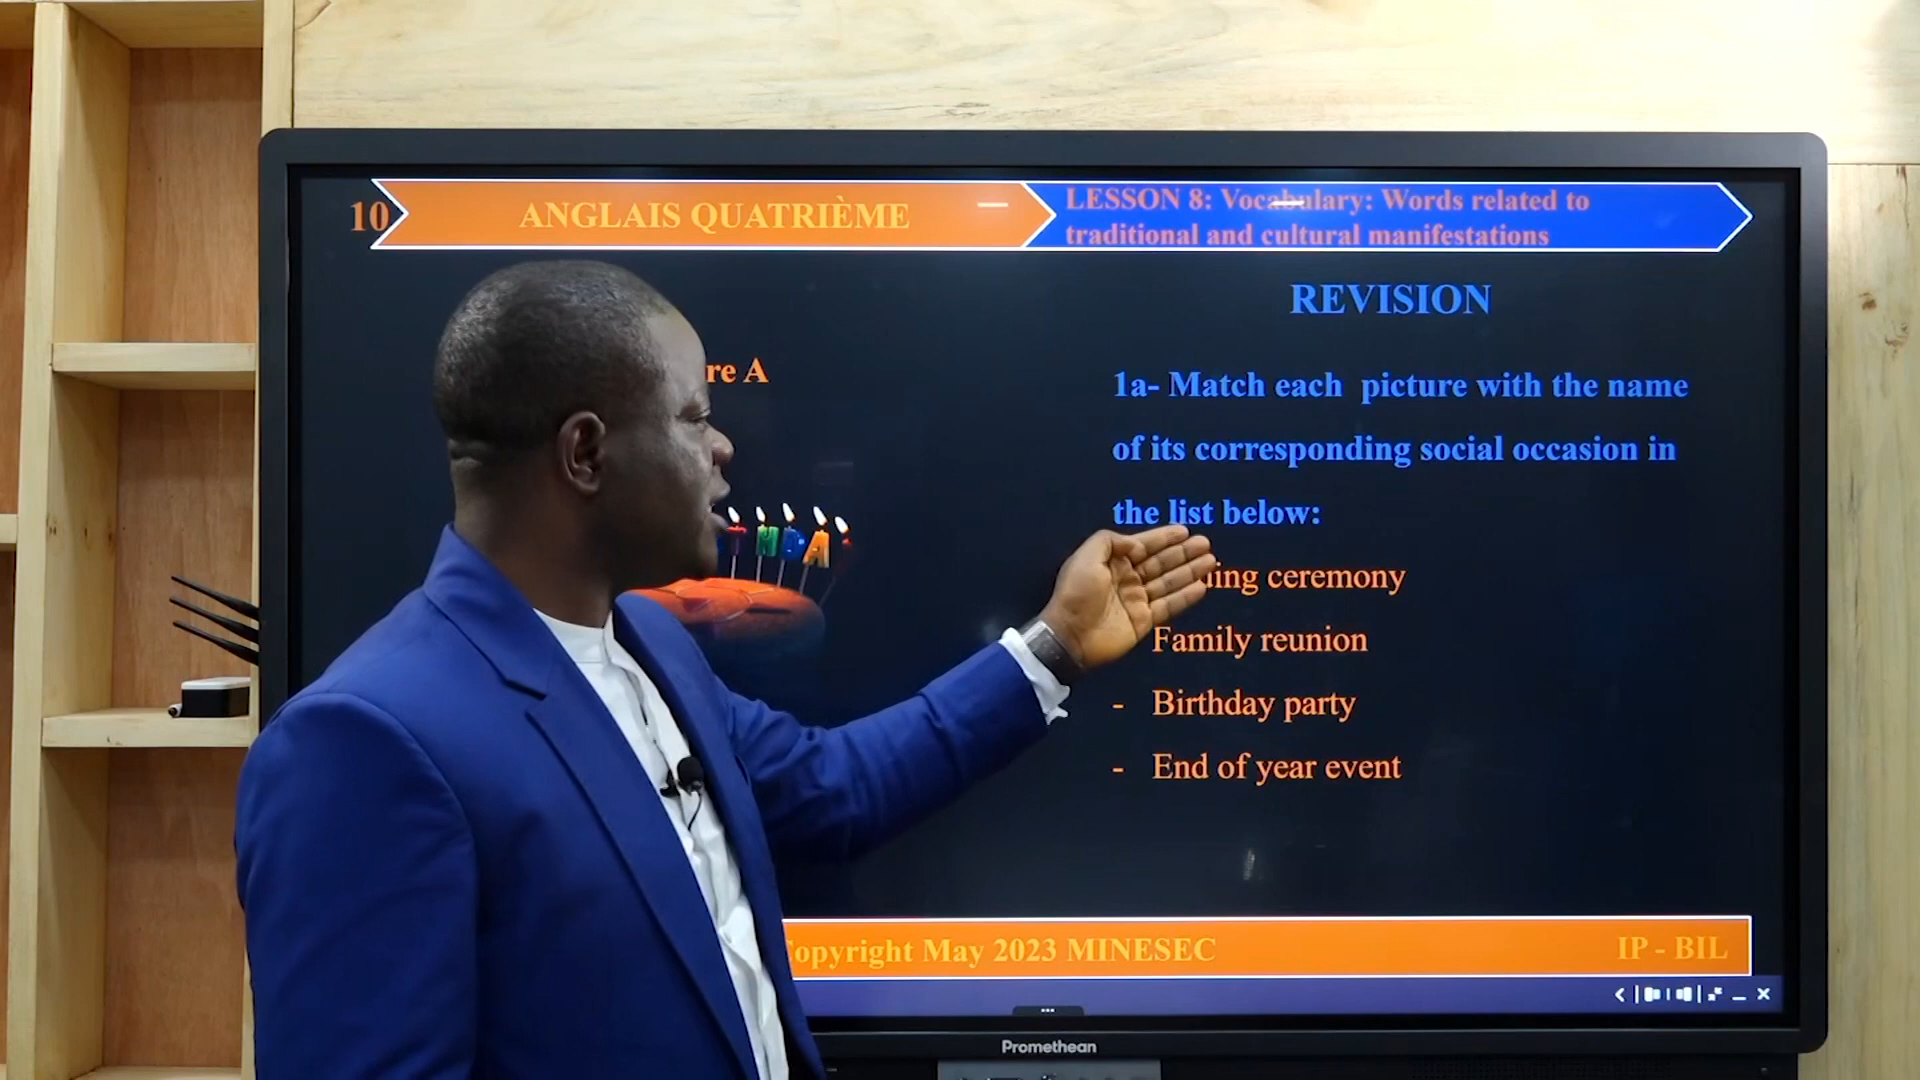 10
ANGLAIS QUATRIÈME
LESSON 8: Vocabulary: Words related to
traditional and cultural manifestations
REVISION
re A
1a- Match each picture with the name
of its corresponding social occasion in
the list below:
ceremony
Family reunion
- Birthday party
- End of year event
opyright May 2023 MINESEC
IP - BIL
Promethean